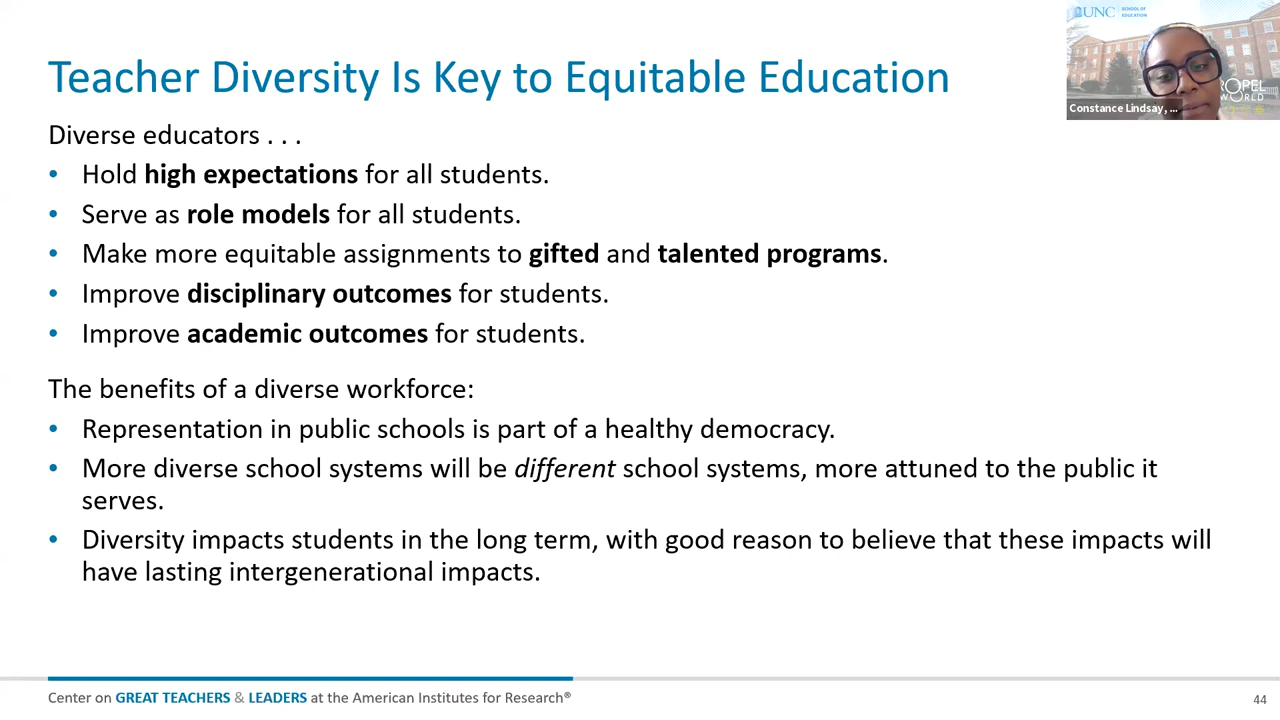 Teacher Diversity Is Key to Equitable Education
UNC SCHOOL OF
EDUCATION
ROPEL
WORLD
Constance Lindsay, ...
Diverse educators . . .
• Hold high expectations for all students.
• Serve as role models for all students.
• Make more equitable assignments to gifted and talented programs.
• Improve disciplinary outcomes for students.
• Improve academic outcomes for students.
The benefits of a diverse workforce:
• Representation in public schools is part of a healthy democracy.
• More diverse school systems will be different school systems, more attuned to the public it
serves.
• Diversity impacts students in the long term, with good reason to believe that these impacts will
have lasting intergenerational impacts.
Center on GREAT TEACHERS & LEADERS at the American Institutes for Research®
44